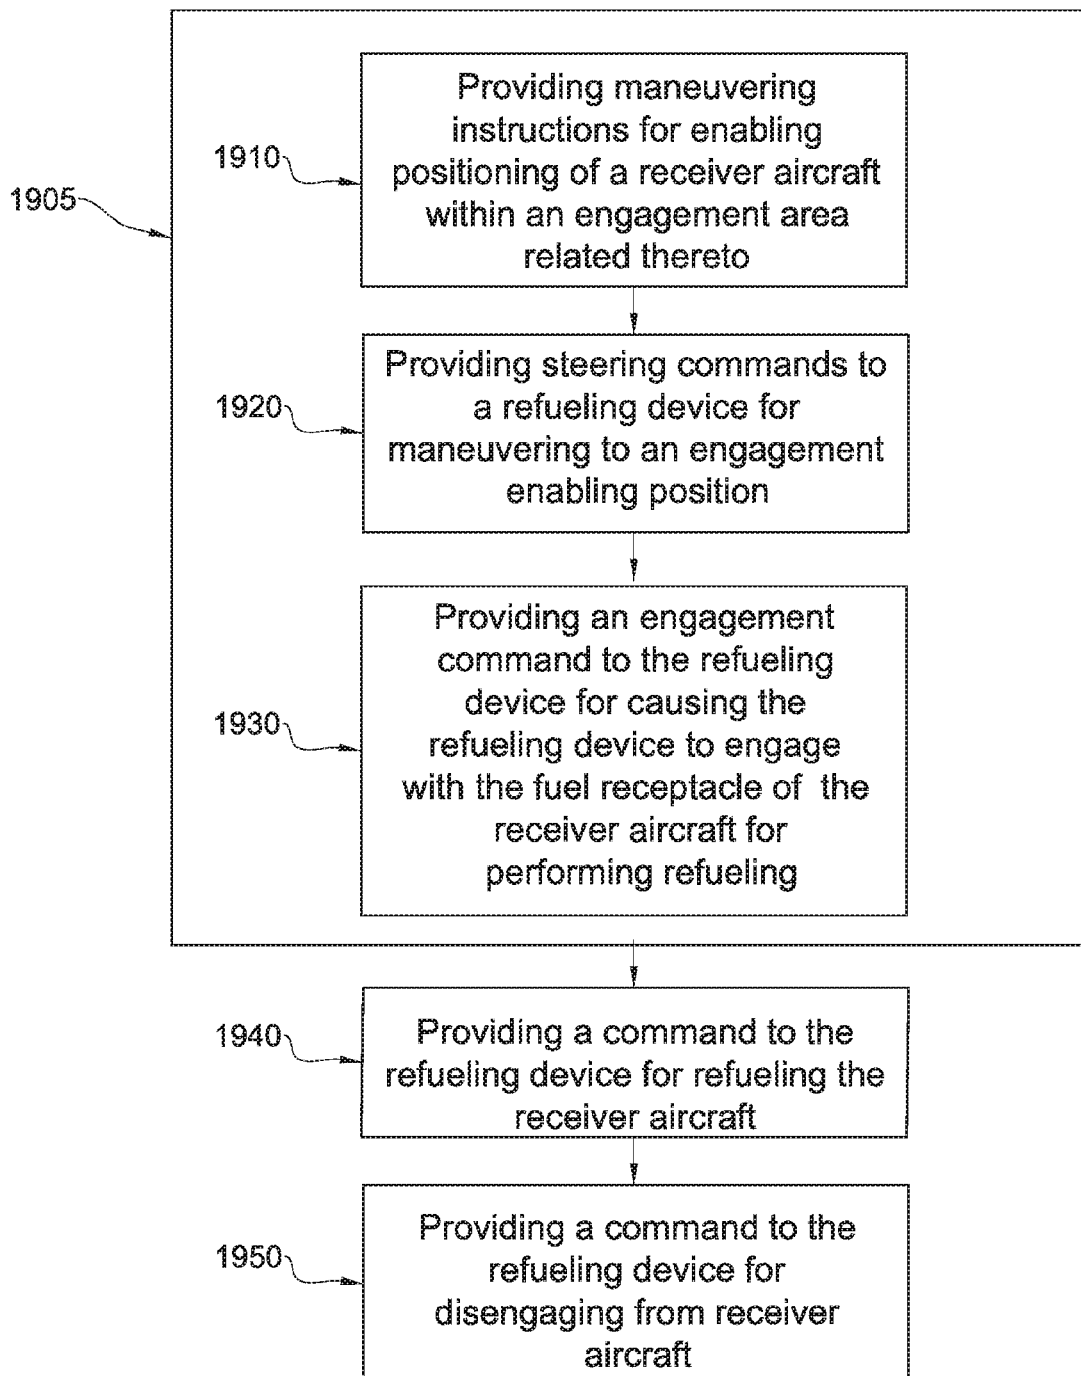 1905
1910
Providing maneuvering
instructions for enabling
positioning of a receiver aircraft
within an engagement area
related thereto
1920
Providing steering commands to
a refueling device for
maneuvering to an engagement
enabling position
1930
Providing an engagement
command to the refueling
device for causing the
refueling device to engage
with the fuel receptacle of the
receiver aircraft for
performing refueling
1940
Providing a command to the
refueling device for refueling the
receiver aircraft
1950
Providing a command to the
refueling device for
disengaging from receiver
aircraft